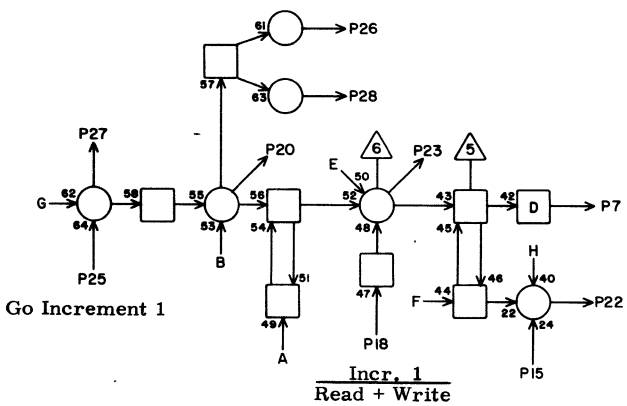 61 P26
57 63 P28
P27 P20 6 P23 5
E 50
G 62 58 55 56 52 43 42 D P7
64 53 54 48 45
P25 B 51 H
47 44 46 40
Go Increment 1 49 F 22 P22
24
A P18 P15
Incr. 1
Read + Write